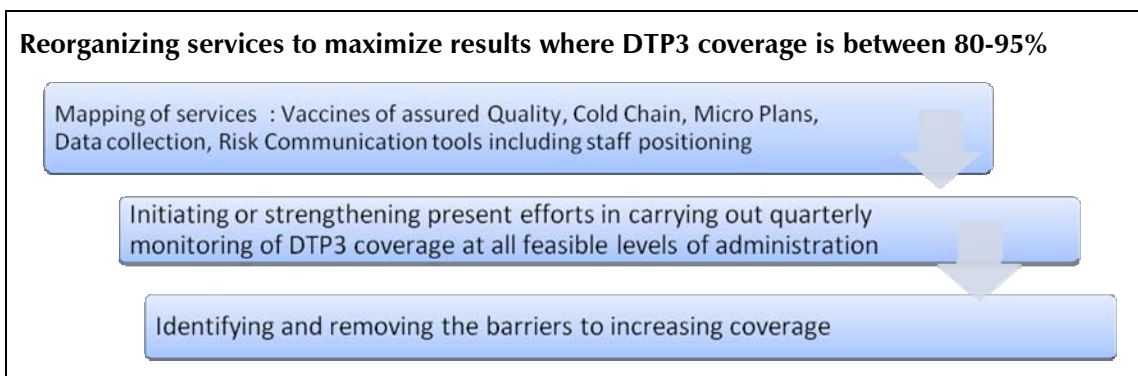 Reorganizing services to maximize results where DTP3 coverage is between 80-95%
Mapping of services : Vaccines of assured Quality, Cold Chain, Micro Plans,
Data collection, Risk Communication tools including staff positioning
Initiating or strengthening present efforts in carrying out quarterly
monitoring of DTP3 coverage at all feasible levels of administration
Identifying and removing the barriers to increasing coverage